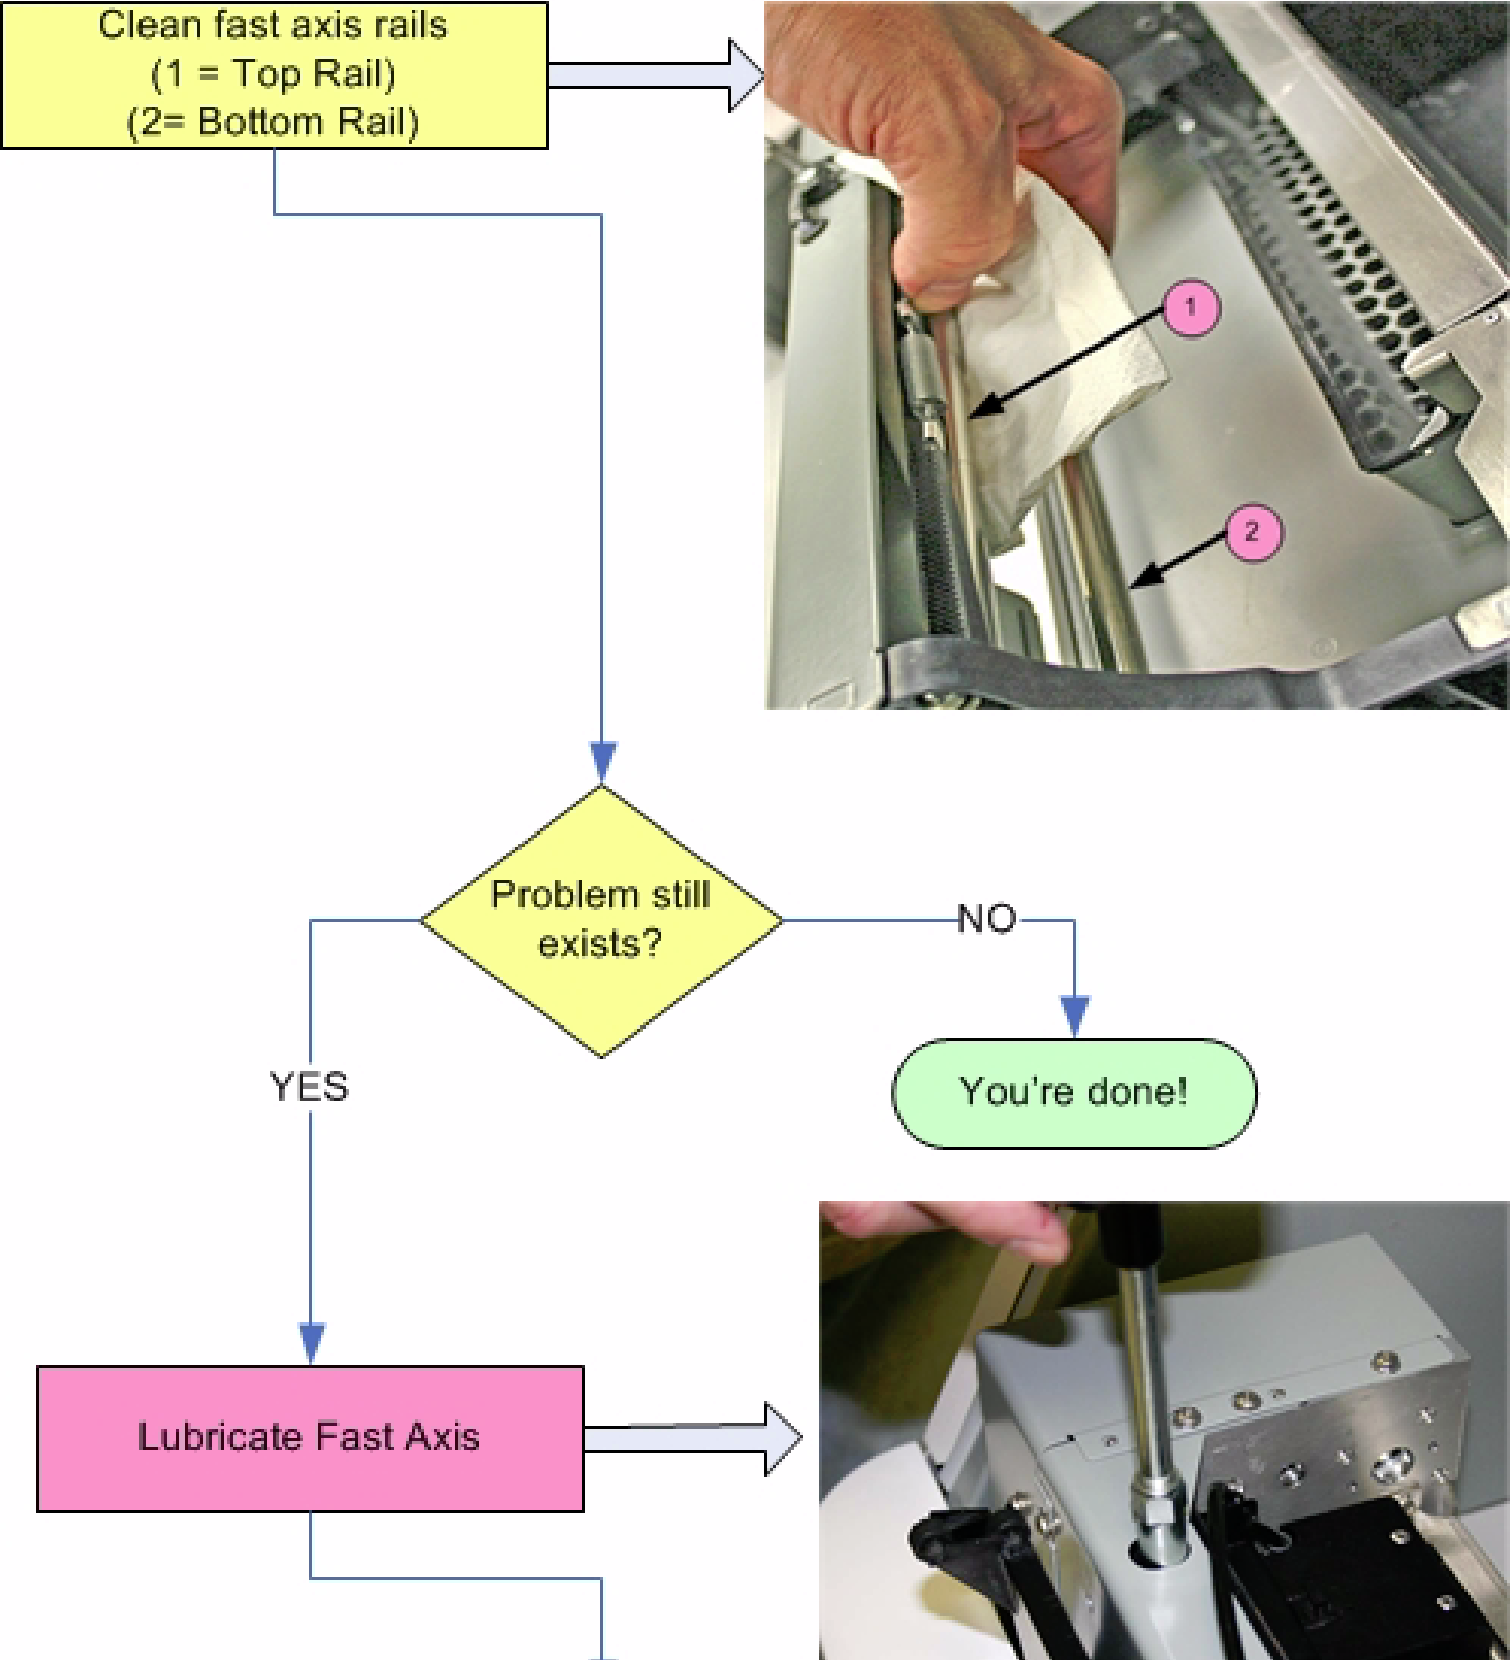 Clean fast axis rails
(1 = Top Rail)
(2= Bottom Rail)
1
2
Problem still
exists?
NO
YES
You're done!
Lubricate Fast Axis